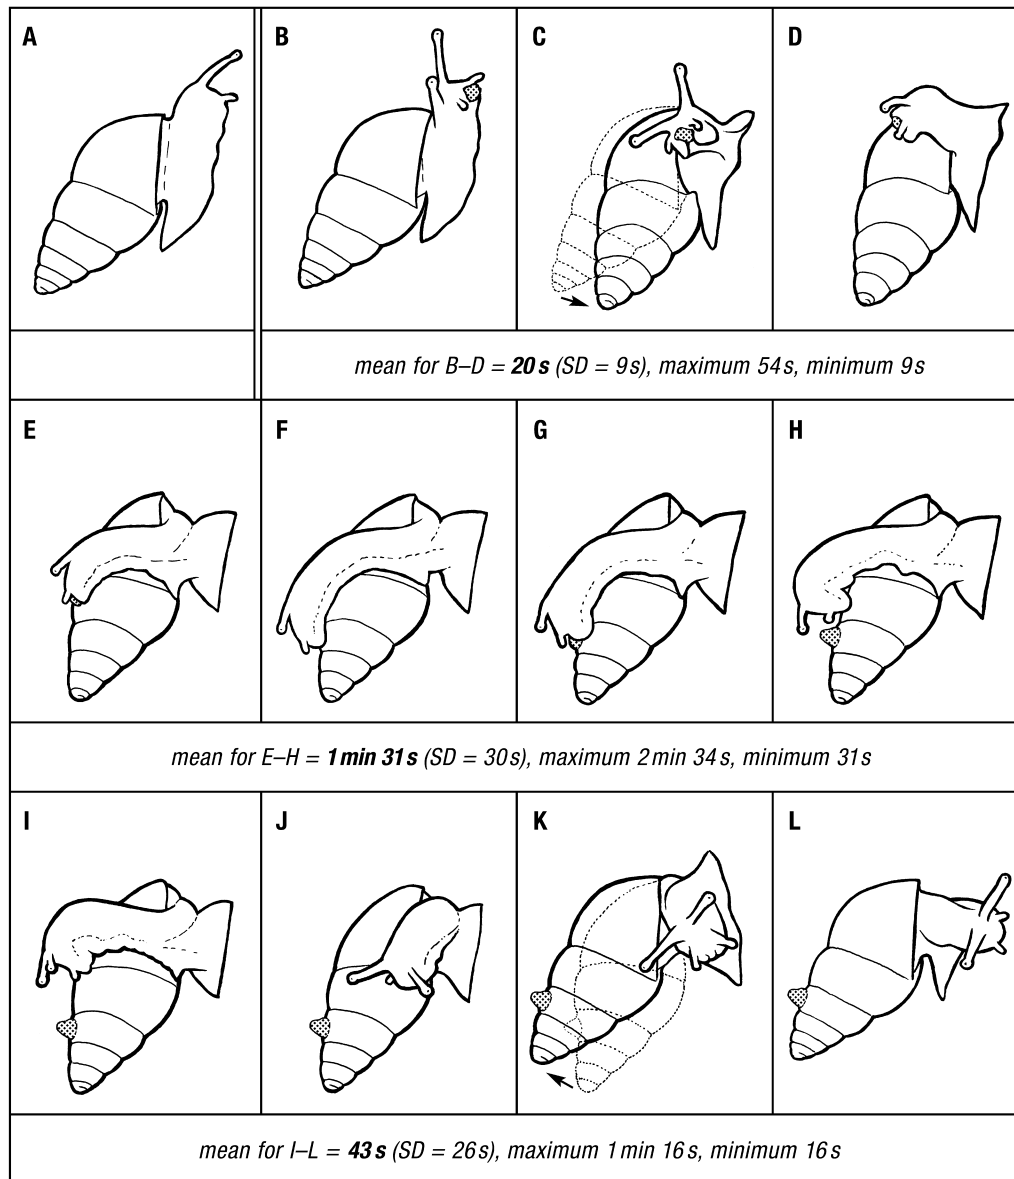 A
B
C
D
mean for B–D = 20 s (SD = 9 s), maximum 54 s, minimum 9 s
E
F
G
H
mean for E–H = 1 min 31 s (SD = 30 s), maximum 2 min 34 s, minimum 31 s
I
J
K
L
mean for I–L = 43 s (SD = 26 s), maximum 1 min 16 s, minimum 16 s